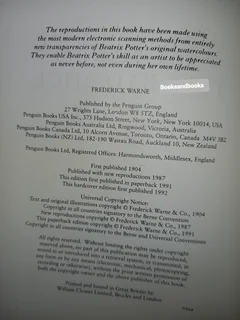 The reproductions in this book have been made using
the most modern electronic scanning methods from entirely
new transparencies of Beatrix Potter's original watercolours.
They enable Beatrix Potter's skill as an artist to be appreciated
as never before, not even during her own lifetime.
Booksandbooks
FREDERICK WARNE
Published by the Penguin Group
27 Wrights Lane, London W8 5TZ, England
Penguin Books USA Inc., 375 Hudson Street, New York, New York 10014, USA
Penguin Books Australia Ltd, Ringwood, Victoria, Australia
Penguin Books Canada Ltd, 10 Alcorn Avenue, Toronto, Ontario, Canada M4V 3B2
Penguin Books (NZ) Ltd, 182-190 Wairau Road, Auckland 10, New Zealand
Penguin Books Ltd, Registered Offices: Harmondsworth, Middlesex, England
First published 1904
Published with new reproductions 1987
This edition first published in paperback 1991
This hardcover edition first published 1992
Universal Copyright Notice:
Text and original illustrations copyright © Frederick Warne & Co., 1904
Copyright in all countries signatory to the Berne Convention
New reproductions copyright © Frederick Warne & Co., 1987
This paperback edition copyright © Frederick Warne & Co., 1991
Copyright in all countries signatory to the Berne and Universal Conventions
All rights reserved. Without limiting the rights under copyright
reserved above, no part of this publication may be reproduced,
stored in or introduced into a retrieval system, or transmitted, in
any form or by any means (electronic, mechanical, photocopying,
recording or otherwise), without the prior written permission of
both the copyright owner and the above publisher of this book.
Printed and bound in Great Britain by
William Clowes Limited, Beccles and London